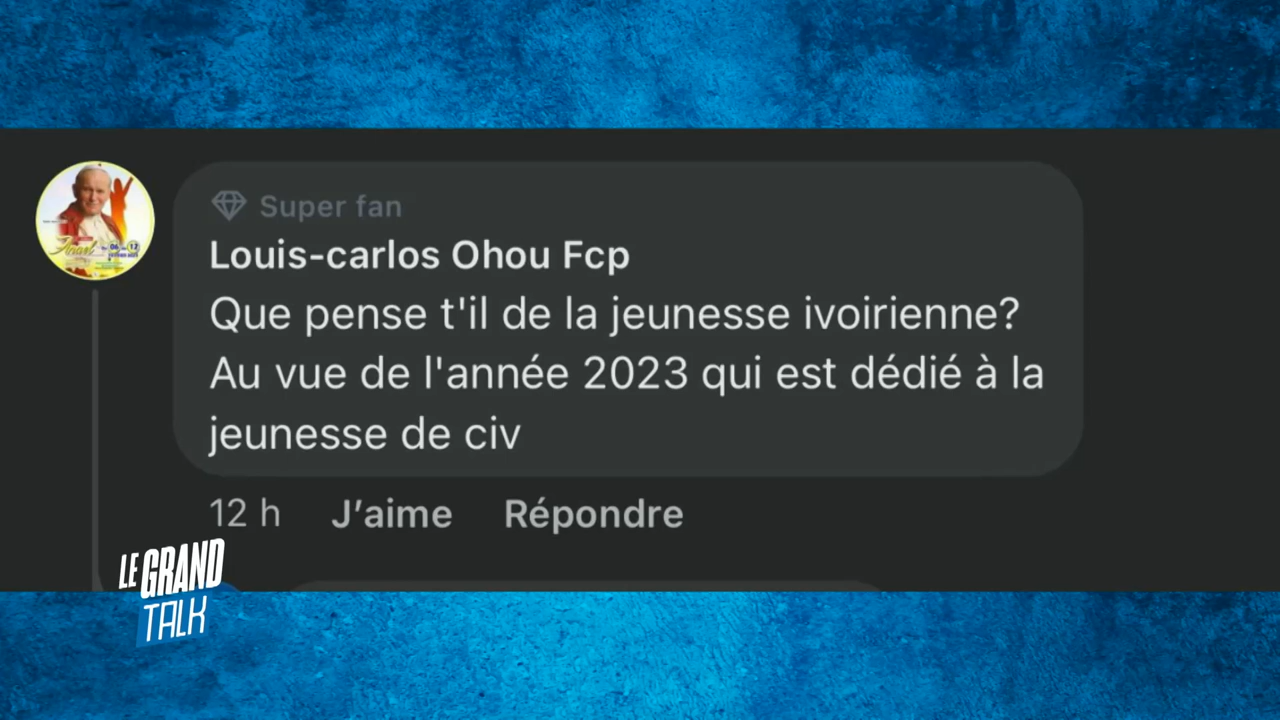 Super fan
Louis-carlos Ohou Fcp
Que pense t'il de la jeunesse ivoirienne?
Au vue de l'année 2023 qui est dédié à la
jeunesse de civ
12 h J’aime Répondre
LE GRAND
TALK